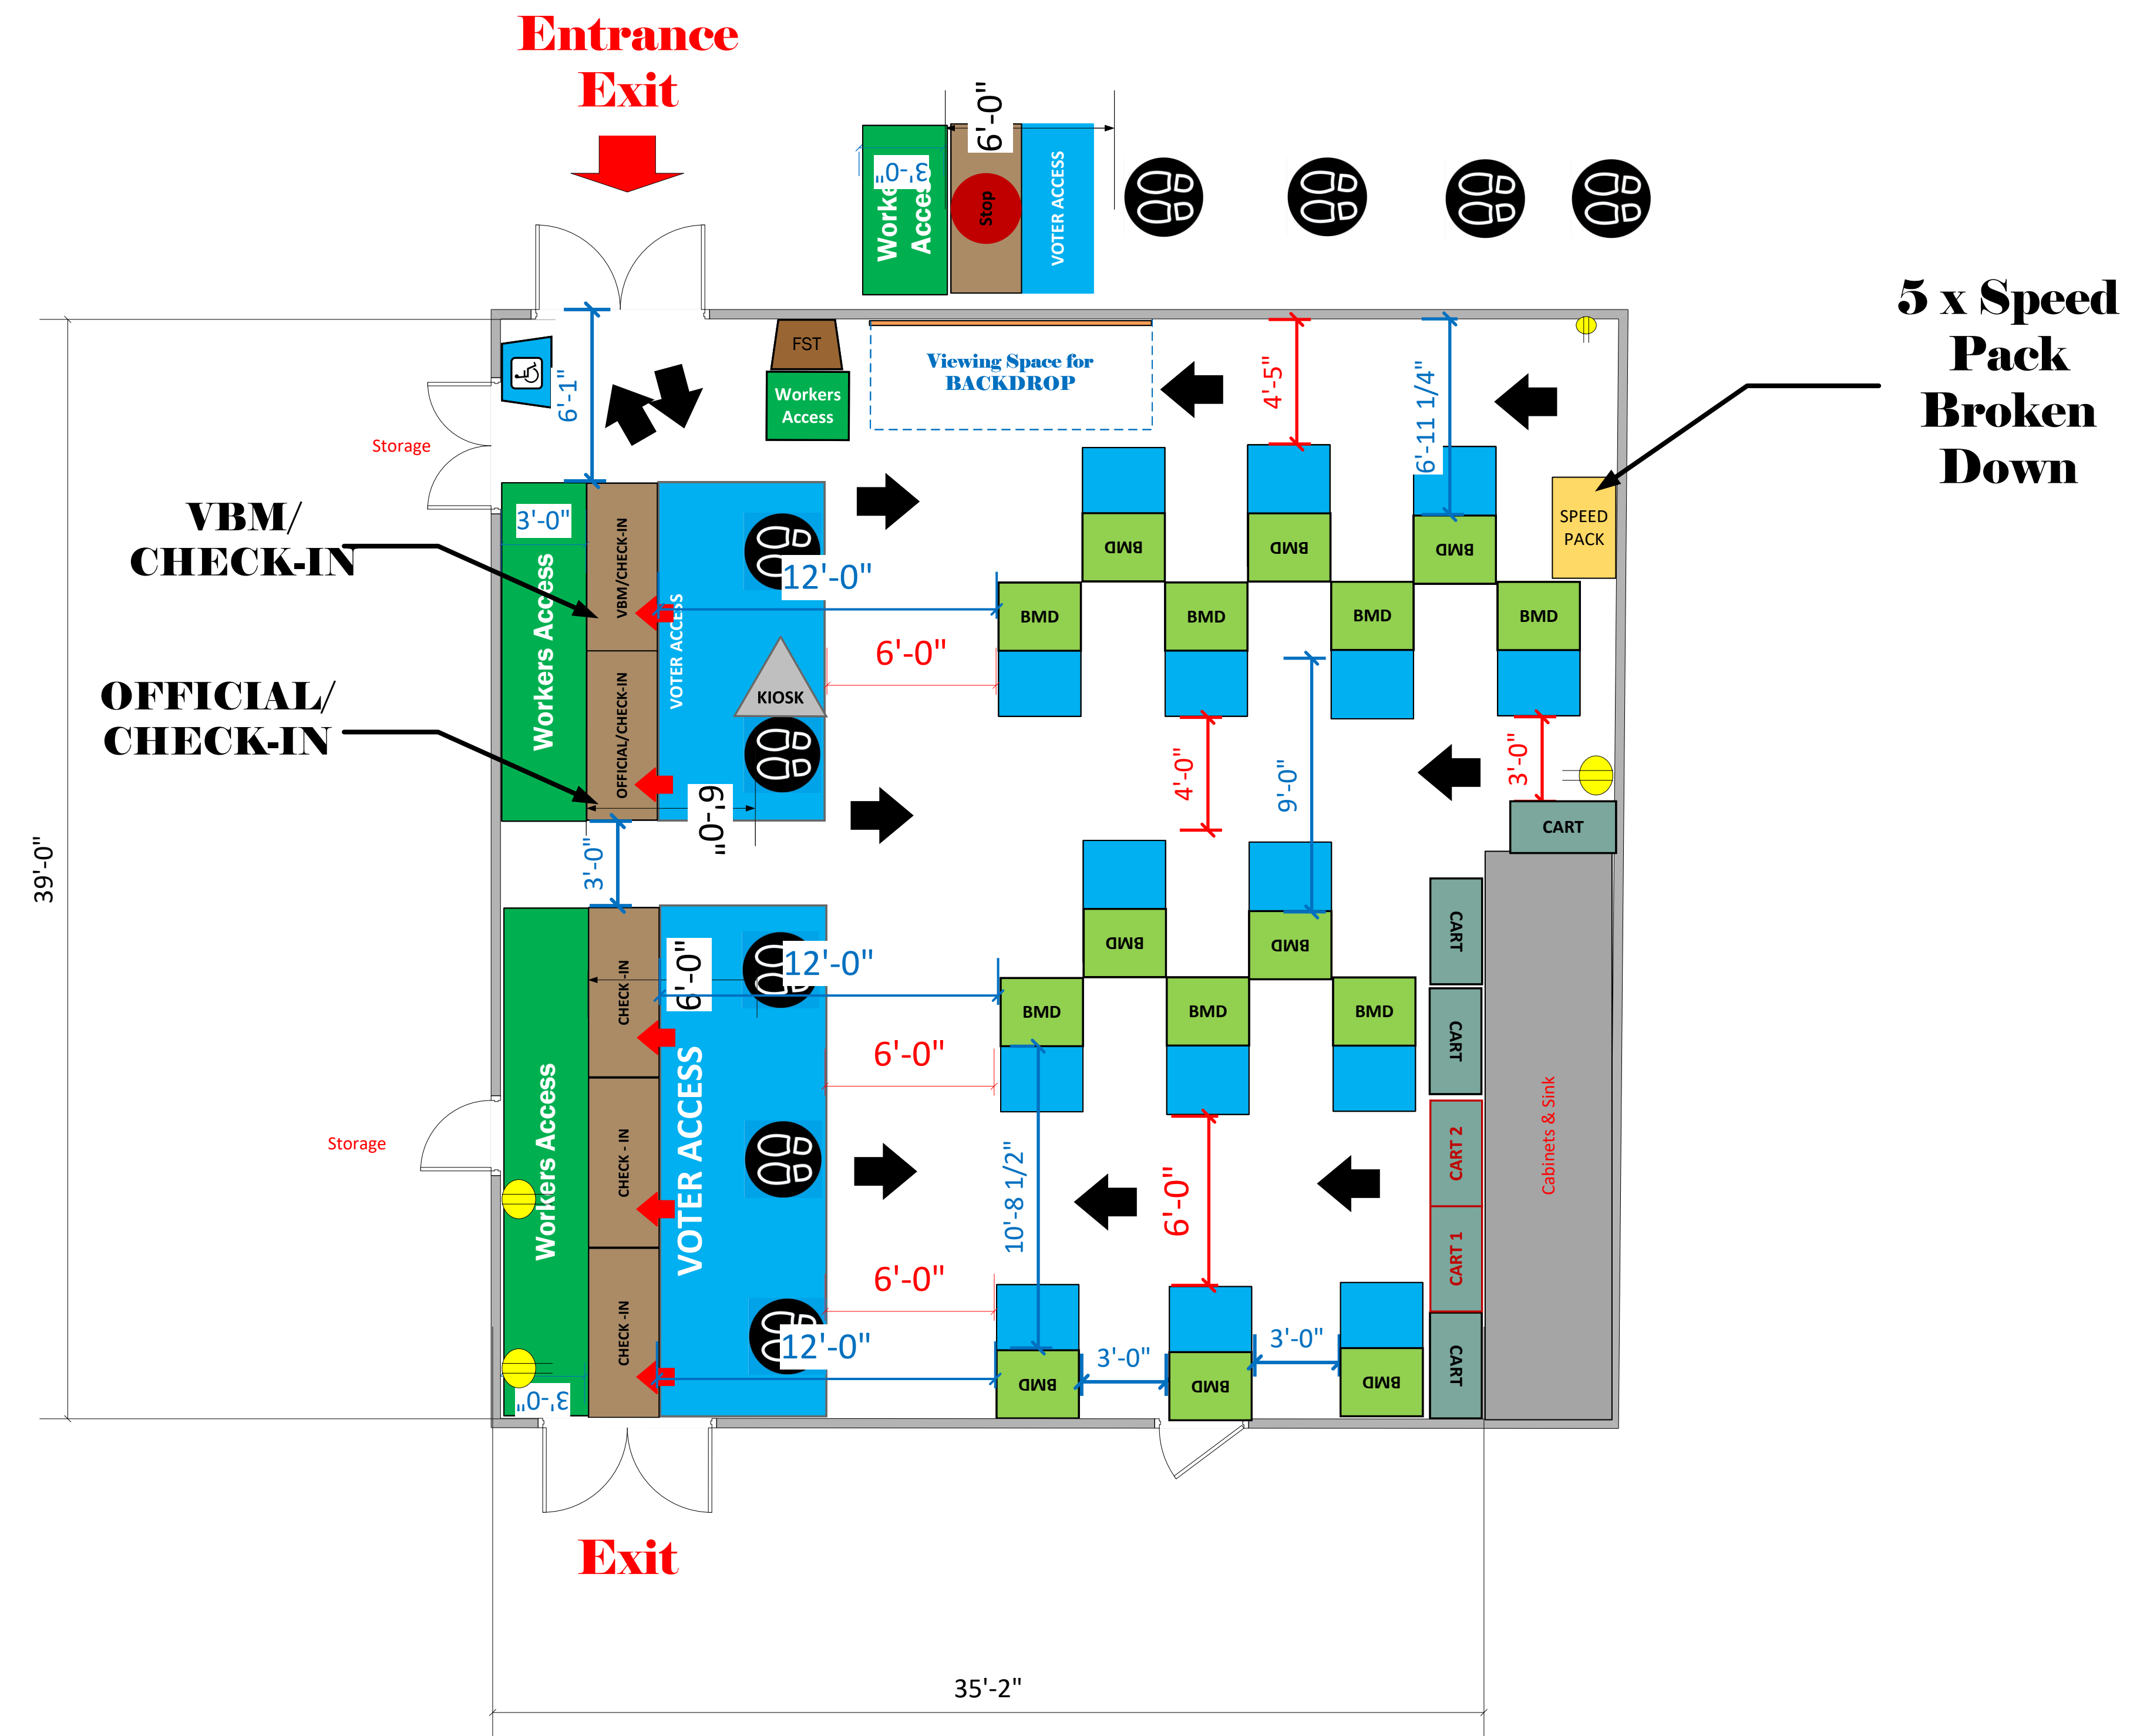 Entrance
Exit
6'-0"
3'-0"
Worke
Access
Stop
VOTER ACCESS
5 x Speed
Pack
Broken
Down
FST
Workers
Access
Viewing Space for
BACKDROP
4'-5"
6'-11 1/4"
6'-1"
Storage
VBM/
CHECK-IN
3'-0"
Workers Access
VBM/CHECK-IN
OFFICIAL/CHECK-IN
VOTER ACCESS
12'-0"
6'-0"
KIOSK
6'-0"
BMD
BMD
BMD
SPEED
PACK
BMD
BMD
BMD
BMD
OFFICIAL/
CHECK-IN
4'-0"
9'-0"
3'-0"
CART
39'-0"
3'-0"
Workers Access
CHECK -IN
CHECK - IN
CHECK -IN
6'-0"
VOTER ACCESS
12'-0"
6'-0"
BMD
BMD
BMD
BMD
BMD
CART
CART
CART 2
CART 1
CART
Cabinets & Sink
Storage
10'-8 1/2"
6'-0"
6'-0"
12'-0"
3'-0"
3'-0"
BMD
BMD
BMD
3'-0"
Exit
35'-2"